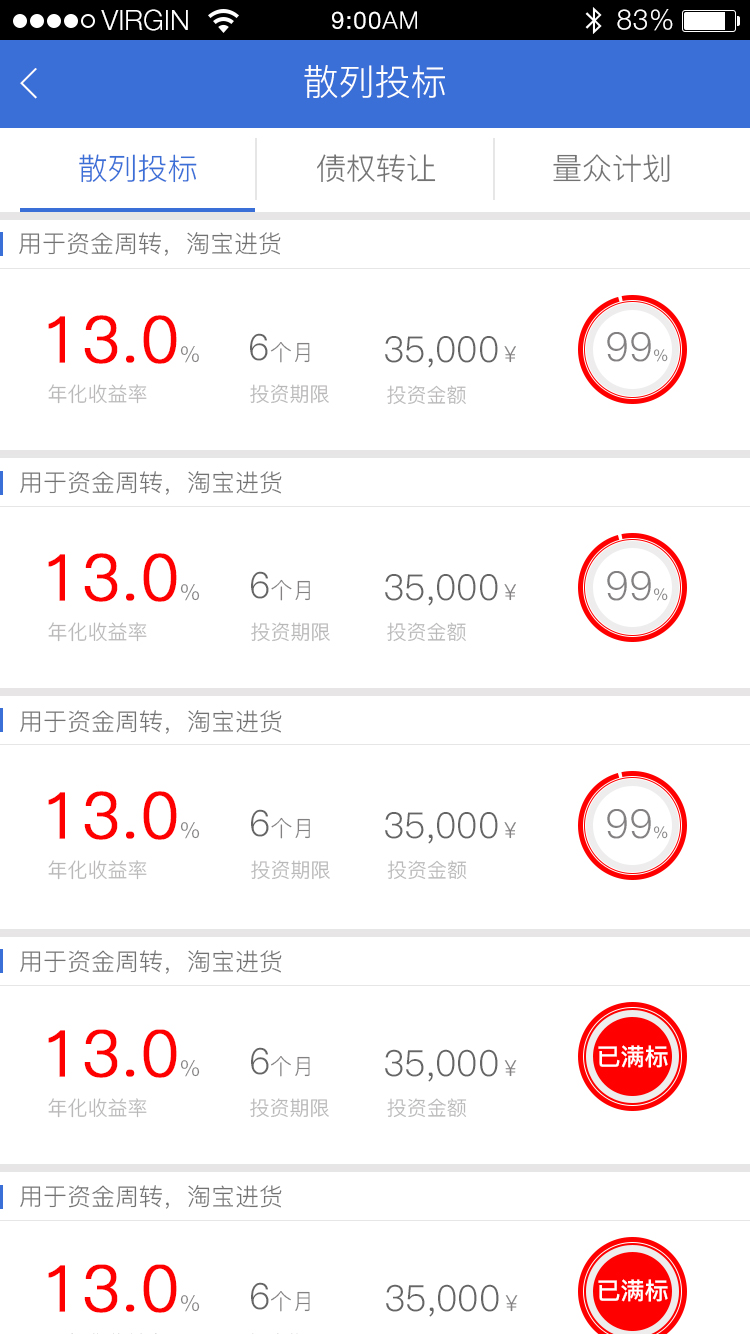 VIRGIN 9:00AM 83%
散列投标
散列投标 债权转让 量众计划
用于资金周转，淘宝进货
13.0% 6个月 35,000¥ 99%
年化收益率 投资期限 投资金额
用于资金周转，淘宝进货
13.0% 6个月 35,000¥ 99%
年化收益率 投资期限 投资金额
用于资金周转，淘宝进货
13.0% 6个月 35,000¥ 99%
年化收益率 投资期限 投资金额
用于资金周转，淘宝进货
13.0% 6个月 35,000¥ 已满标
年化收益率 投资期限 投资金额
用于资金周转，淘宝进货
13.0% 6个月 35,000¥ 已满标